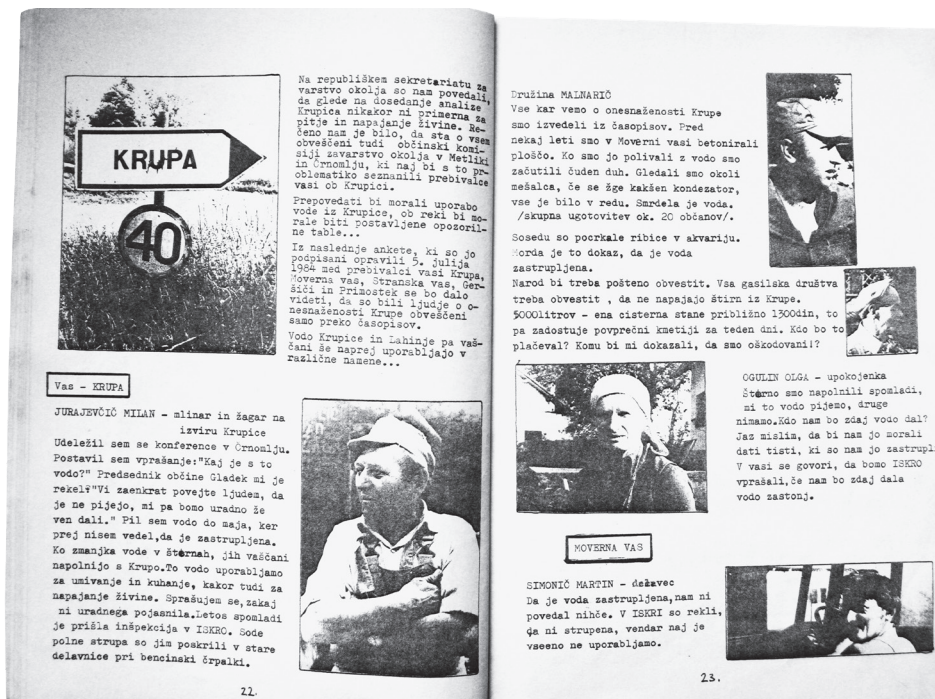 KRUPA
40
Na republiškem sekretariatu za
varstvo okolja so nam povedali,
da glede na dosedanje analize
Krupica nikakor ni primerna za
pitje in napajanje živine. Re-
čeno nam je bilo, da sta o vsem
obveščeni tudi občinski komi-
siji zavarstvo okolja v Metliki
in Črnomlju, ki naj bi s to pr-
oblematiko seznanili prebivalce
vasi ob Krupici.
Prepovedati bi morali uporabo
vode iz Krupice, ob reki bi mo-
rale biti postavljene opozoril-
ne table...
Iz naslednje ankete, ki so jo
podpisani opravili 5. julija
1984 med prebivalci vasi Krupa,
Moverna vas, Stranska vas, Ger-
šiči in Primostek se bo dalo
videti, da so bili ljudje o o-
nesnaženosti Krupe obveščeni
samo preko časopisov.
Vodo Krupice in Lahinje pa vaš-
čani še naprej uporabljajo v
različne namene...
Vas - KRUPA
JURAJEVČIČ MILAN - mlinar in žagar na
izviru Krupice
Udeležil sem se konference v Črnomlju.
Postavil sem vprašanje:"Kaj je s to
vodo?" Predsednik občine Gladek mi je
rekel:"Vi zaenkrat povejte ljudem, da
je ne pijejo, mi pa bomo uradno že
ven dali." Pil sem vodo do maja, ker
prej nisem vedel,da je zastrupljena.
Ko zmanjka vode v šternah, jih vaščani
napolnijo s Krupo.To vodo uporabljamo
za umivanje in kuhanje, kakor tudi za
napajanje živine. Sprašujem se,zakaj
ni uradnega pojasnila.Letos spomladi
je prišla inšpekcija v ISKRO. Sode
polne strupa so jim poskrili v stare
delavnice pri bencinski črpalki.
22.
Družina MALNARIČ
Vse kar vemo o onesnaženosti Krupe
smo izvedeli iz časopisov. Pred
nekaj leti smo v Moverni vasi betonirali
ploščo. Ko smo jo polivali z vodo smo
začutili čuden duh. Gledali smo okoli
mešalca, če se žge kakšen kondezator,
vse je bilo v redu. Smrdela je voda.
/skupna ugotovitev ok. 20 občanov/.
Sosedu so pocrkale ribice v akvariju.
Morda je to dokaz, da je voda
zastrupljena.
Narod bi treba pošteno obvestit. Vsa gasilska društva
treba obvestit , da ne napajajo štirn iz Krupe.
5000litrov - ena cisterna stane približno 1300din, to
pa zadostuje povprečni kmetiji za teden dni. Kdo bo to
plačeval? Komu bi mi dokazali, da smo oškodovani!?
OGULIN OLGA - upokojenka
Šterno smo napolnili spomladi,
mi to vodo pijemo, druge
nimamo.Kdo nam bo zdaj vodo dal?
Jaz mislim, da bi nam jo morali
dati tisti, ki so nam jo zastrupl
V vasi se govori, da bomo ISKRO
vprašali,če nam bo zdaj dala
vodo zastonj.
MOVERNA VAS
SIMONIČ MARTIN - delavec
Da je voda zastrupljena,nam ni
povedal nihče. V ISKRI so rekli,
da ni strupena, vendar naj je
vseeno ne uporabljamo.
23.